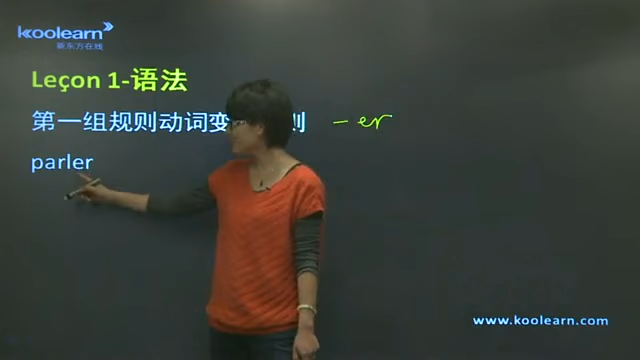 koolearn
新东方在线
Leçon 1-语法
第一组规则动词变 则 - er
parler
www.koolearn.com